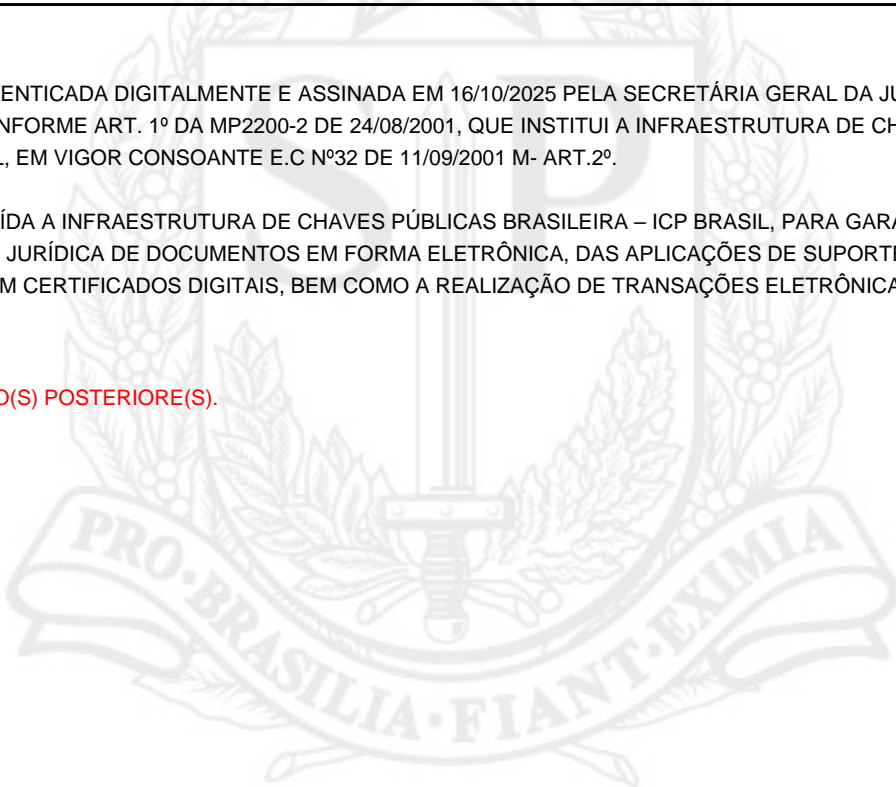 ENTICADA DIGITALMENTE E ASSINADA EM 16/10/2025 PELA SECRETÁRIA GERAL DA JU
NFORME ART. 1º DA MP2200-2 DE 24/08/2001, QUE INSTITUI A INFRAESTRUTURA DE CH
L, EM VIGOR CONSOANTE E.C Nº32 DE 11/09/2001 M- ART.2º.
ÍDA A INFRAESTRUTURA DE CHAVES PÚBLICAS BRASILEIRA – ICP BRASIL, PARA GARA
JURÍDICA DE DOCUMENTOS EM FORMA ELETRÔNICA, DAS APLICAÇÕES DE SUPORTE
M CERTIFICADOS DIGITAIS, BEM COMO A REALIZAÇÃO DE TRANSAÇÕES ELETRÔNICA
O(S) POSTERIORE(S).
SP
PRO·BRASILIA·FIANT·EXIMIA